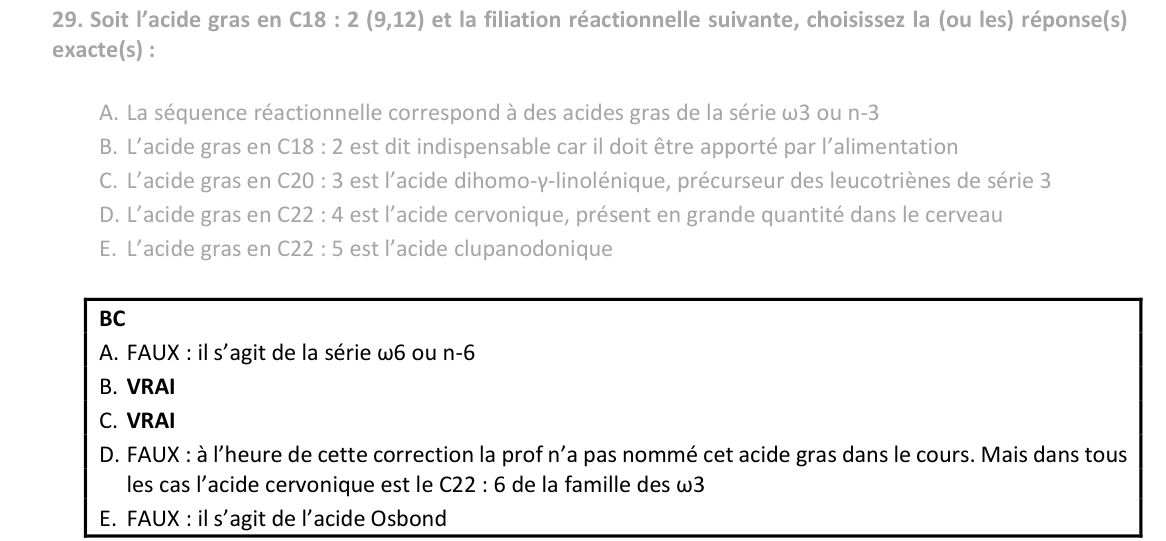 29. Soit l’acide gras en C18 : 2 (9,12) et la filiation réactionnelle suivante, choisissez la (ou les) réponse(s)
exacte(s) :
A. La séquence réactionnelle correspond à des acides gras de la série ω3 ou n-3
B. L’acide gras en C18 : 2 est dit indispensable car il doit être apporté par l’alimentation
C. L’acide gras en C20 : 3 est l’acide dihomo-γ-linolénique, précurseur des leucotriènes de série 3
D. L’acide gras en C22 : 4 est l’acide cervonique, présent en grande quantité dans le cerveau
E. L’acide gras en C22 : 5 est l’acide clupanodonique
BC
A. FAUX : il s’agit de la série ω6 ou n-6
B. VRAI
C. VRAI
D. FAUX : à l’heure de cette correction la prof n’a pas nommé cet acide gras dans le cours. Mais dans tous
les cas l’acide cervonique est le C22 : 6 de la famille des ω3
E. FAUX : il s’agit de l’acide Osbond